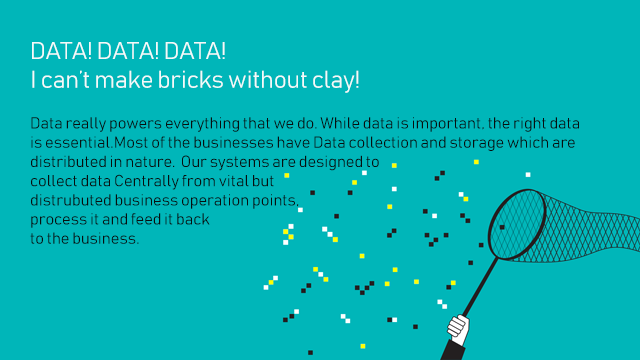 DATA! DATA! DATA!
I can't make bricks without clay!
Data really powers everything that we do. While data is important, the right data
is essential.Most of the businesses have Data collection and storage which are
distributed in nature. Our systems are designed to
collect data Centrally from vital but
distrubuted business operation points,
process it and feed it back
to the business.